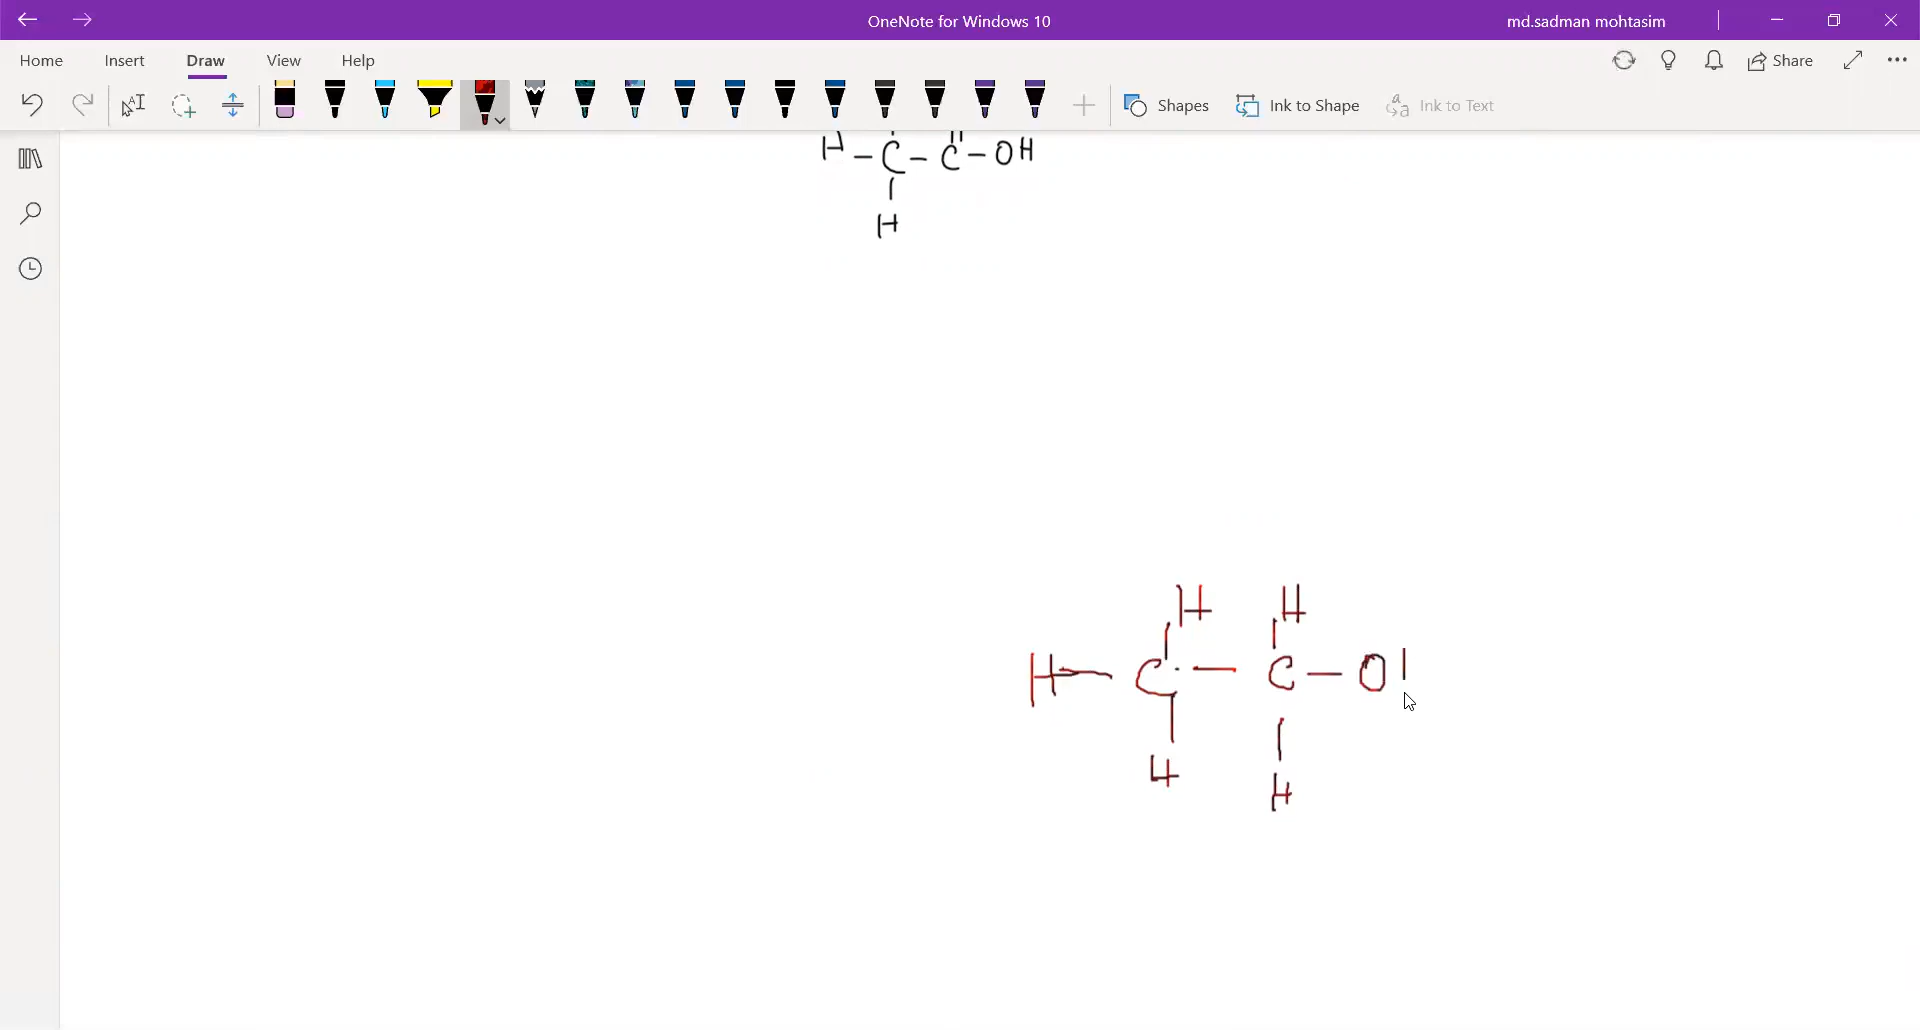 OneNote for Windows 10 md.sadman mohtasim
Home Insert Draw View Help Share
Shapes Ink to Shape Ink to Text
H - C - C - OH
H
H H
H - C - C - O
H H